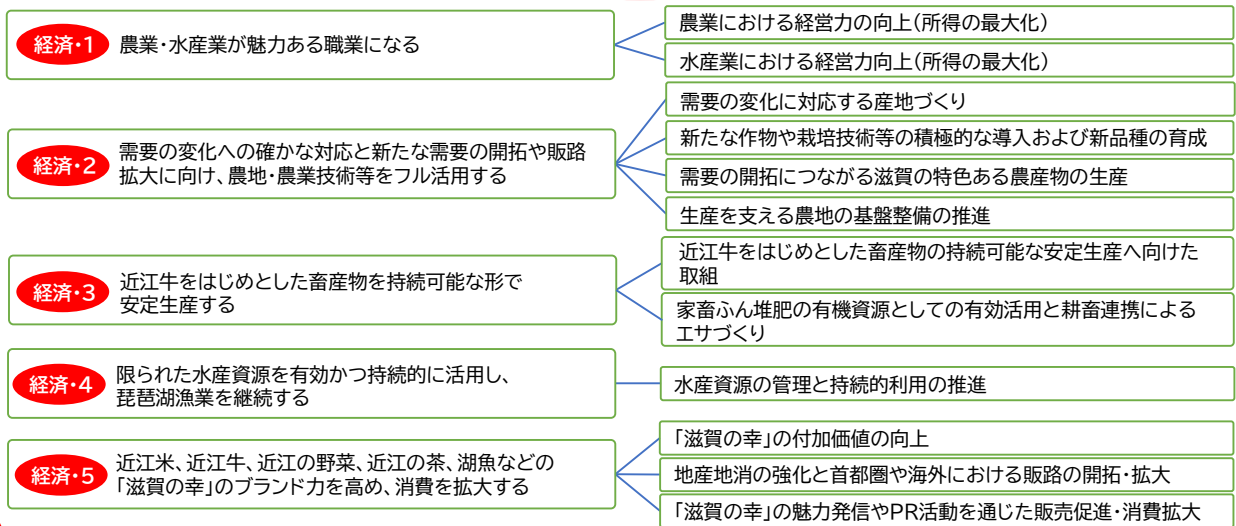 経済・1 農業・水産業が魅力ある職業になる
農業における経営力の向上(所得の最大化)
水産業における経営力向上(所得の最大化)
経済・2 需要の変化への確かな対応と新たな需要の開拓や販路
拡大に向け、農地・農業技術等をフル活用する
需要の変化に対応する産地づくり
新たな作物や栽培技術等の積極的な導入および新品種の育成
需要の開拓につながる滋賀の特色ある農産物の生産
生産を支える農地の基盤整備の推進
経済・3 近江牛をはじめとした畜産物を持続可能な形で
安定生産する
近江牛をはじめとした畜産物の持続可能な安定生産へ向けた
取組
家畜ふん堆肥の有機資源としての有効活用と耕畜連携による
エサづくり
経済・4 限られた水産資源を有効かつ持続的に活用し、
琵琶湖漁業を継続する
水産資源の管理と持続的利用の推進
経済・5 近江米、近江牛、近江の野菜、近江の茶、湖魚などの
「滋賀の幸」のブランド力を高め、消費を拡大する
「滋賀の幸」の付加価値の向上
地産地消の強化と首都圏や海外における販路の開拓・拡大
「滋賀の幸」の魅力発信やPR活動を通じた販売促進・消費拡大